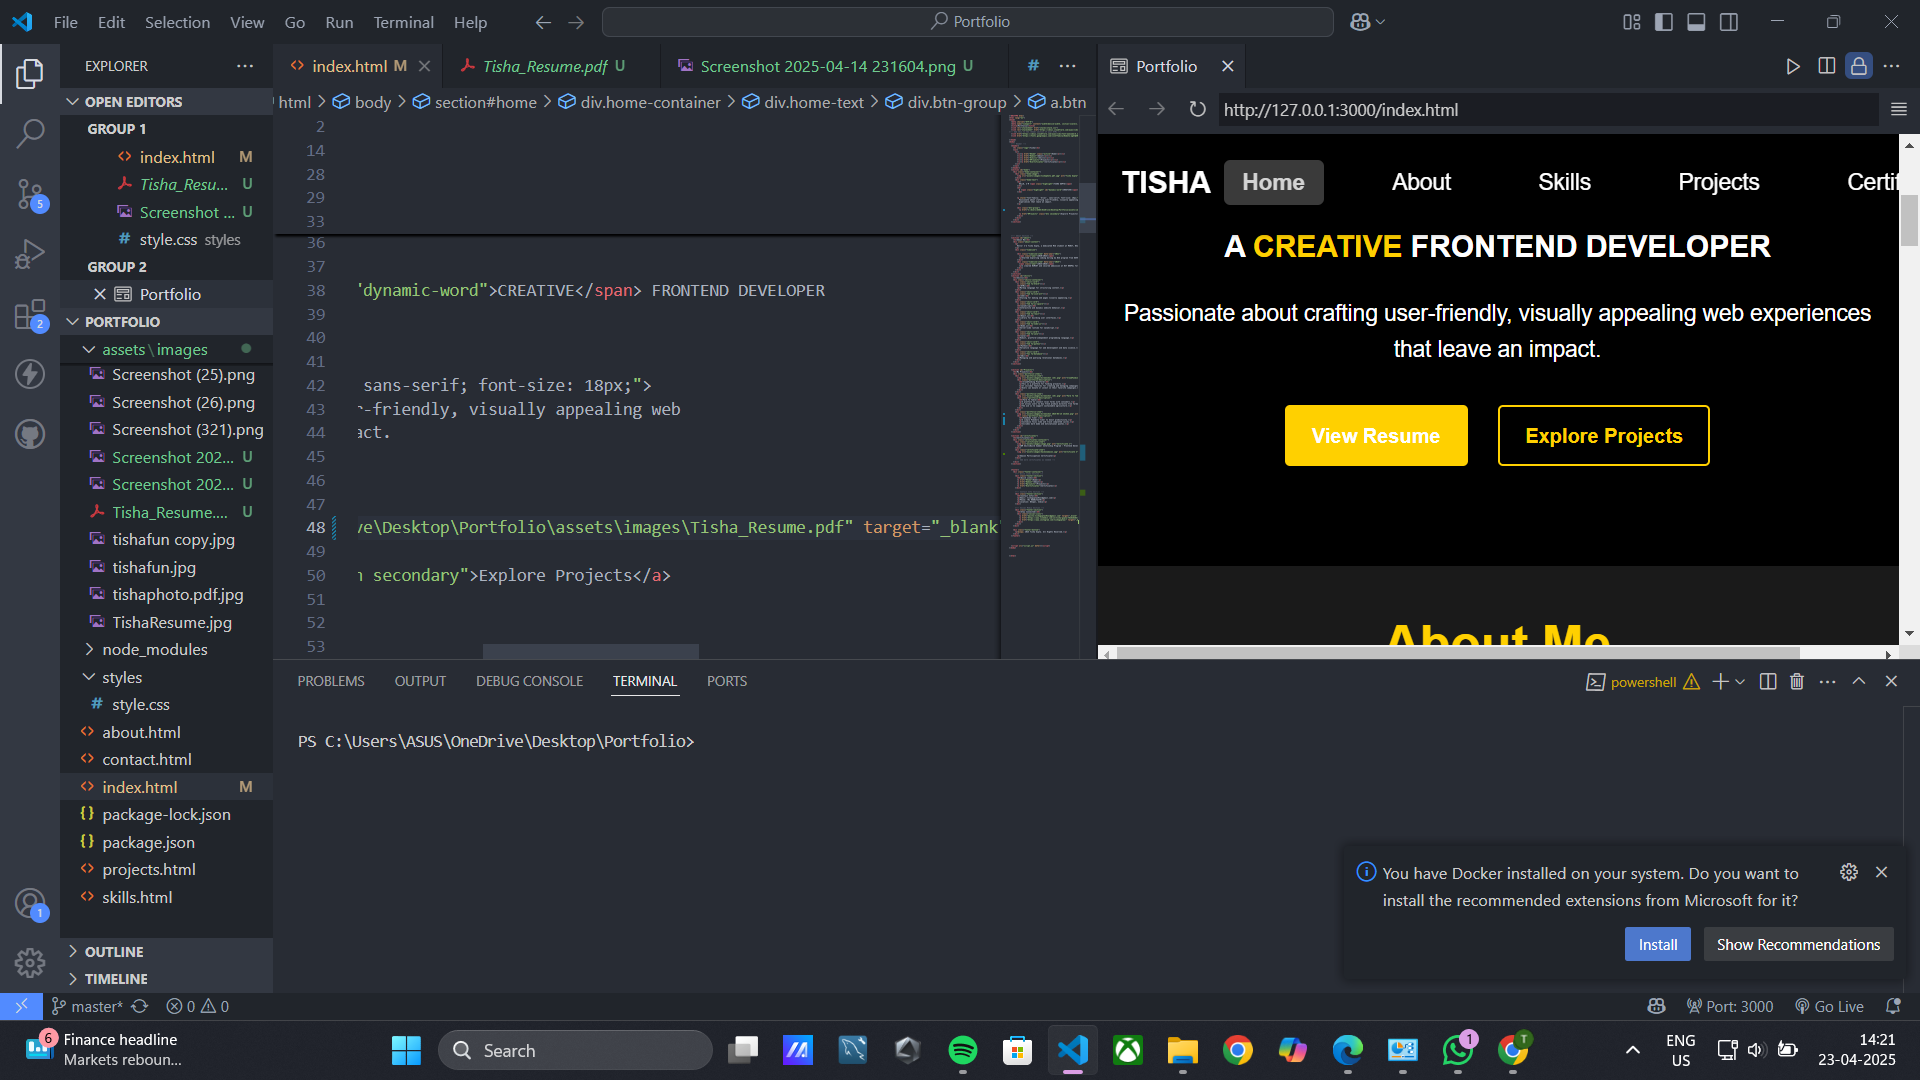 File Edit Selection View Go Run Terminal Help
Portfolio
EXPLORER
OPEN EDITORS
GROUP 1
index.html M
Tisha_Resu... U
Screenshot ... U
# style.css styles
GROUP 2
Portfolio
PORTFOLIO
assets\images
Screenshot (25).png
Screenshot (26).png
Screenshot (321).png
Screenshot 202... U
Screenshot 202... U
Tisha_Resume.... U
tishafun copy.jpg
tishafun.jpg
tishaphoto.pdf.jpg
TishaResume.jpg
node_modules
styles
# style.css
about.html
contact.html
index.html M
{} package-lock.json
{} package.json
projects.html
skills.html
OUTLINE
TIMELINE
index.html M
Tisha_Resume.pdf U
Screenshot 2025-04-14 231604.png U
#
html > body > section#home > div.home-container > div.home-text > div.btn-group > a.btn
2
14
28
29
33
36
37
38 "dynamic-word">CREATIVE</span> FRONTEND DEVELOPER
39
40
41
42 sans-serif; font-size: 18px;">
43 r-friendly, visually appealing web
44 act.
45
46
47
48 ve\Desktop\Portfolio\assets\images\Tisha_Resume.pdf" target="_blank"
49
50 n secondary">Explore Projects</a>
51
52
53
Portfolio
http://127.0.0.1:3000/index.html
TISHA Home About Skills Projects Certif
A CREATIVE FRONTEND DEVELOPER
Passionate about crafting user-friendly, visually appealing web experiences
that leave an impact.
View Resume Explore Projects
About Me
PROBLEMS OUTPUT DEBUG CONSOLE TERMINAL PORTS
powershell
PS C:\Users\ASUS\OneDrive\Desktop\Portfolio>
You have Docker installed on your system. Do you want to
install the recommended extensions from Microsoft for it?
Install Show Recommendations
5
2
1
master* 0 0
Port: 3000 Go Live
6
Finance headline
Markets reboun...
Search
1
T
ENG
US
14:21
23-04-2025